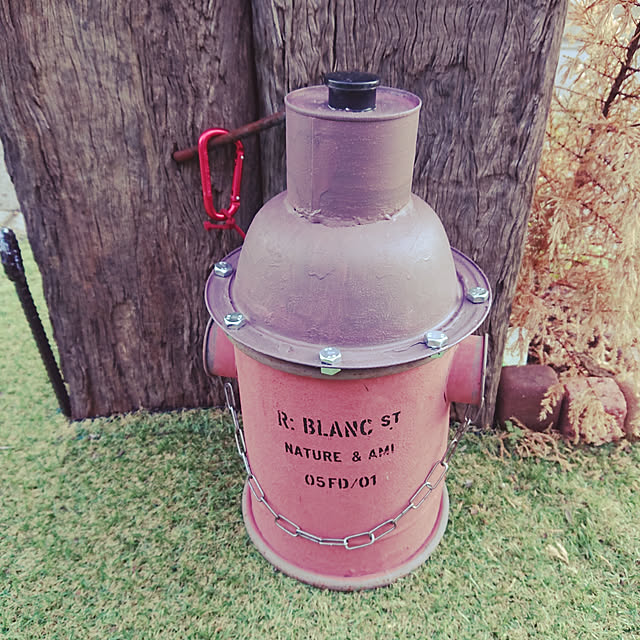 R: BLANC ST
NATURE & AMI
05FD/01